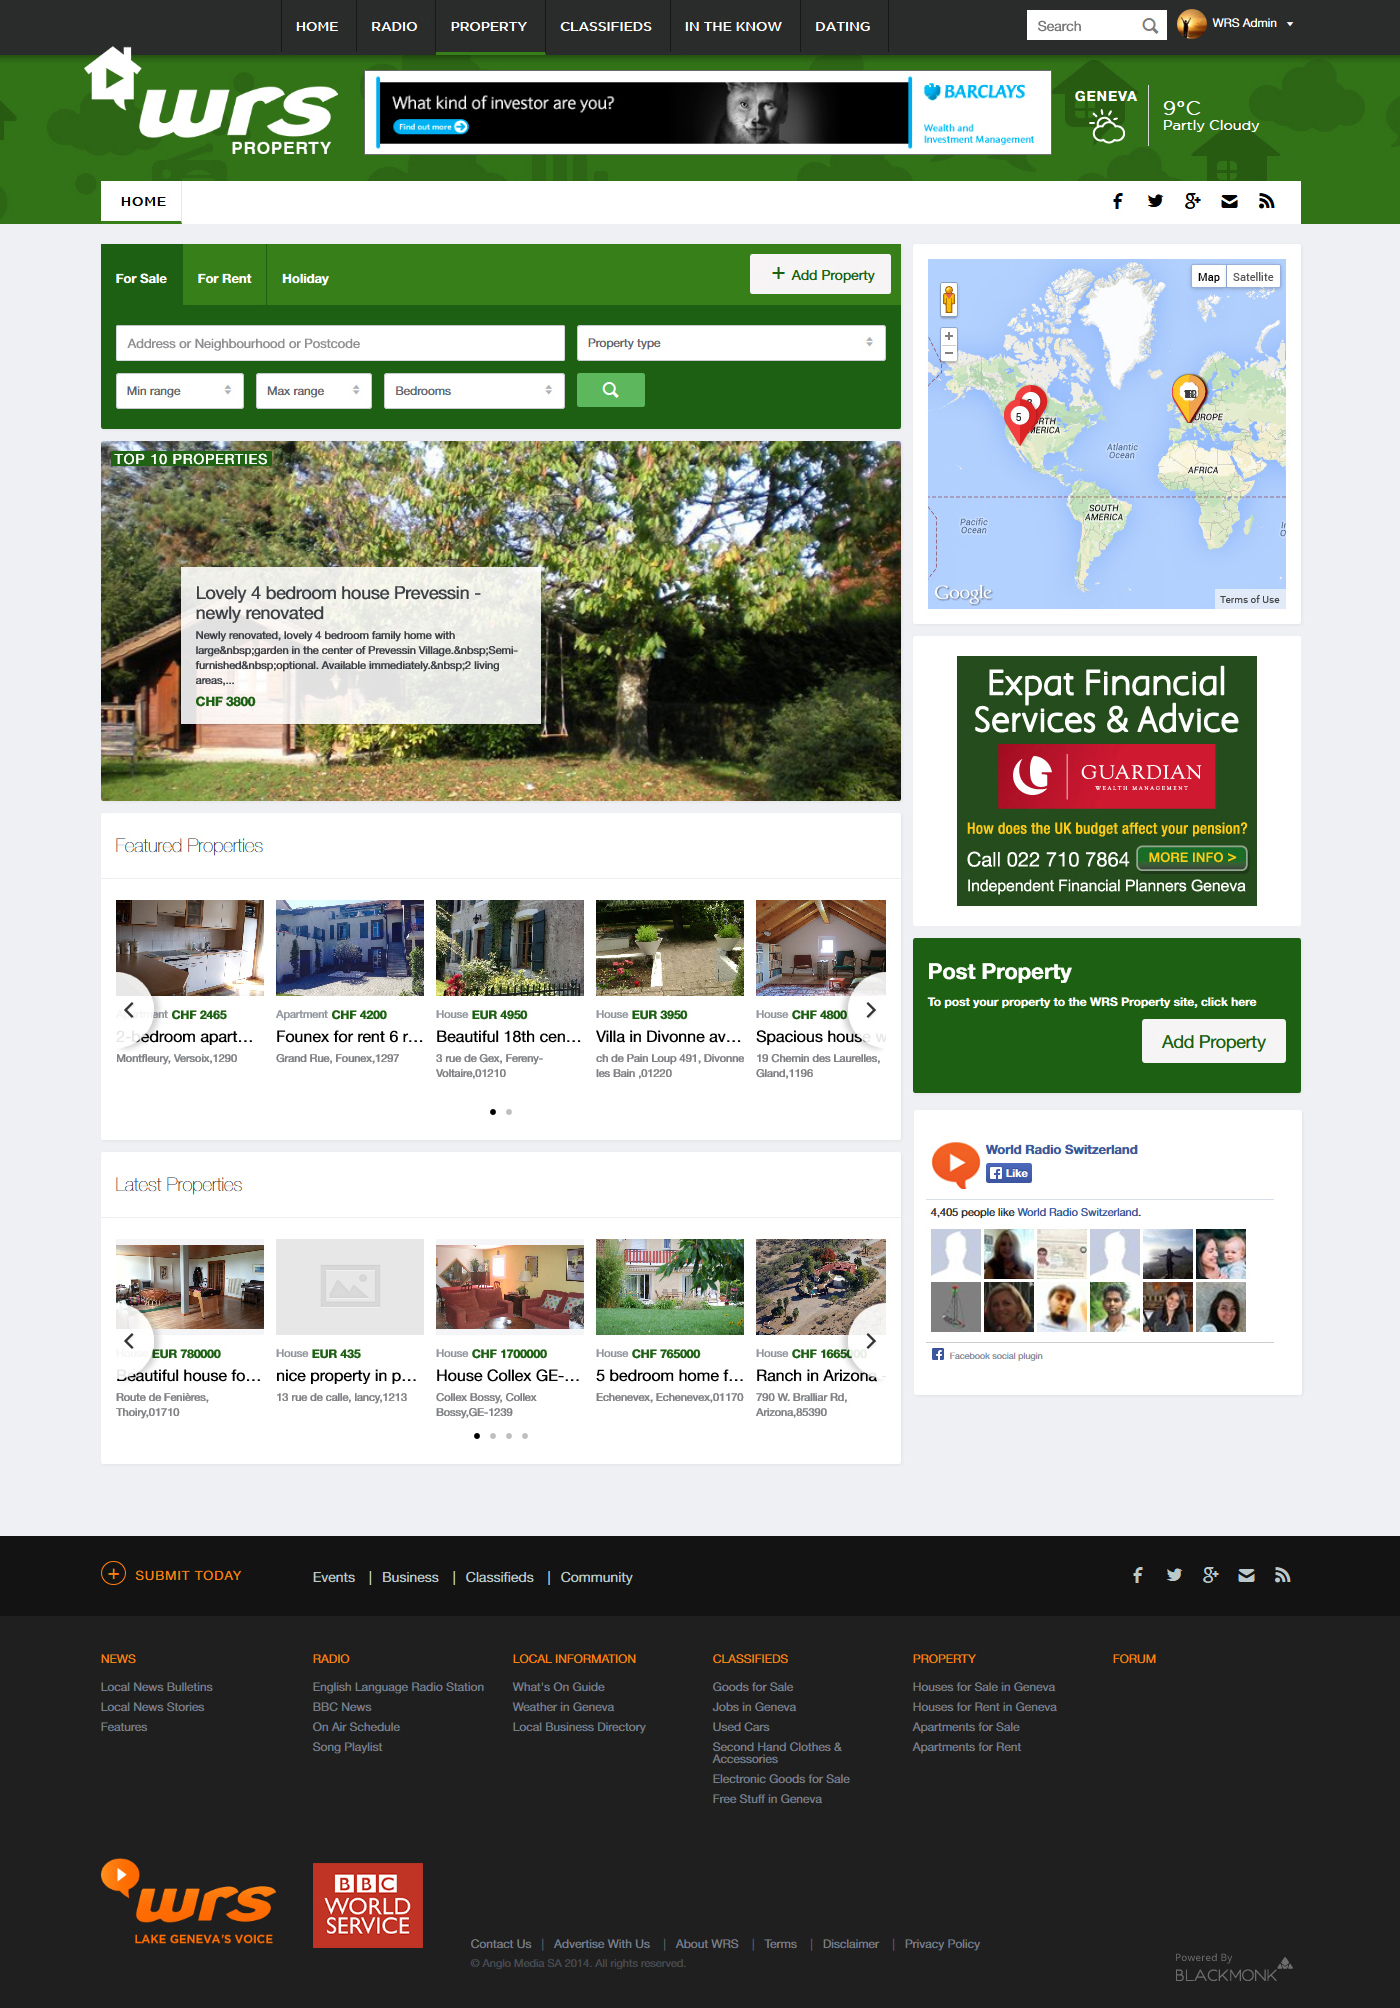 HOME
RADIO
PROPERTY
CLASSIFIEDS
IN THE KNOW
DATING
Search
WRS Admin
wrs
PROPERTY
What kind of investor are you?
Find out more
BARCLAYS
Wealth and
Investment Management
GENEVA
9°C
Partly Cloudy
HOME
For Sale
For Rent
Holiday
+ Add Property
Address or Neighbourhood or Postcode
Property type
Min range
Max range
Bedrooms
TOP 10 PROPERTIES
Lovely 4 bedroom house Prevessin -
newly renovated
Newly renovated, lovely 4 bedroom family home with
large&nbsp;garden in the center of Prevessin Village.&nbsp;Semi-
furnished&nbsp;optional. Available immediately.&nbsp;2 living
areas,...
CHF 3800
Map
Satellite
+
−
3
5
NORTH
AMERICA
Atlantic
Ocean
EUROPE
AFRICA
SOUTH
AMERICA
Pacific
Ocean
Google
Terms of Use
Expat Financial
Services & Advice
GUARDIAN
WEALTH MANAGEMENT
How does the UK budget affect your pension?
Call 022 710 7864
MORE INFO >
Independent Financial Planners Geneva
Post Property
To post your property to the WRS Property site, click here
Add Property
Featured Properties
CHF 2465
2-bedroom apart...
Montfleury, Versoix,1290
Apartment CHF 4200
Founex for rent 6 r...
Grand Rue, Founex,1297
House EUR 4950
Beautiful 18th cen...
3 rue de Gex, Fereny-
Voltaire,01210
House EUR 3950
Villa in Divonne av...
ch de Pain Loup 491, Divonne
les Bain ,01220
House CHF 4800
Spacious house w
19 Chemin des Laurelles,
Gland,1196
Latest Properties
House EUR 780000
Beautiful house fo...
Route de Fenières,
Thoiry,01710
House EUR 435
nice property in p...
13 rue de calle, lancy,1213
House CHF 1700000
House Collex GE-...
Collex Bossy, Collex
Bossy,GE-1239
House CHF 765000
5 bedroom home f...
Echenevex, Echenevex,01170
House CHF 1665000
Ranch in Arizona -
790 W. Bralliar Rd,
Arizona,85390
World Radio Switzerland
Like
4,405 people like World Radio Switzerland.
Facebook social plugin
SUBMIT TODAY
Events | Business | Classifieds | Community
NEWS
Local News Bulletins
Local News Stories
Features
RADIO
English Language Radio Station
BBC News
On Air Schedule
Song Playlist
LOCAL INFORMATION
What's On Guide
Weather in Geneva
Local Business Directory
CLASSIFIEDS
Goods for Sale
Jobs in Geneva
Used Cars
Second Hand Clothes &
Accessories
Electronic Goods for Sale
Free Stuff in Geneva
PROPERTY
Houses for Sale in Geneva
Houses for Rent in Geneva
Apartments for Sale
Apartments for Rent
FORUM
wrs
LAKE GENEVA'S VOICE
BBC
WORLD
SERVICE
Contact Us | Advertise With Us | About WRS | Terms | Disclaimer | Privacy Policy
© Anglo Media SA 2014. All rights reserved.
Powered By
BLACKMONK